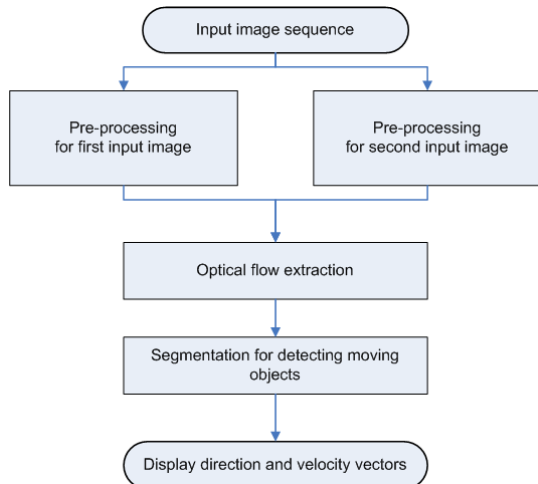 Input image sequence
Pre-processing
for first input image
Pre-processing
for second input image
Optical flow extraction
Segmentation for detecting moving
objects
Display direction and velocity vectors